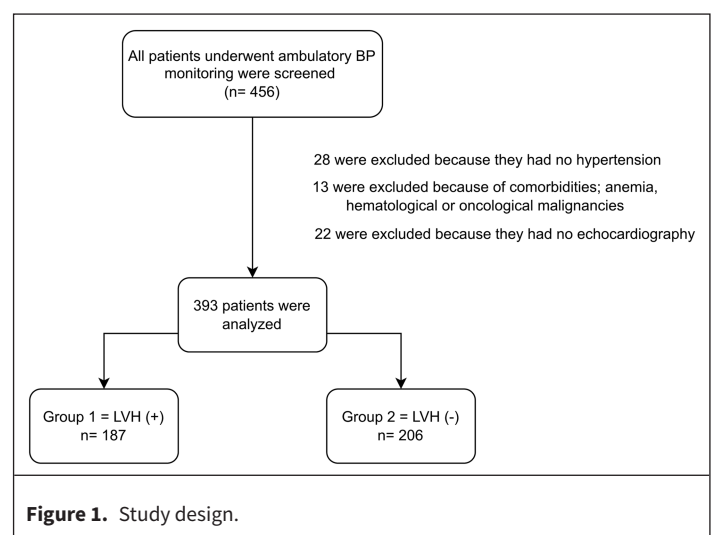 All patients underwent ambulatory BP
monitoring were screened
(n= 456)
28 were excluded because they had no hypertension
13 were excluded because of comorbidities; anemia,
hematological or oncological malignancies
22 were excluded because they had no echocardiography
393 patients were
analyzed
Group 1 = LVH (+)
n= 187
Group 2 = LVH (-)
n= 206
Figure 1. Study design.